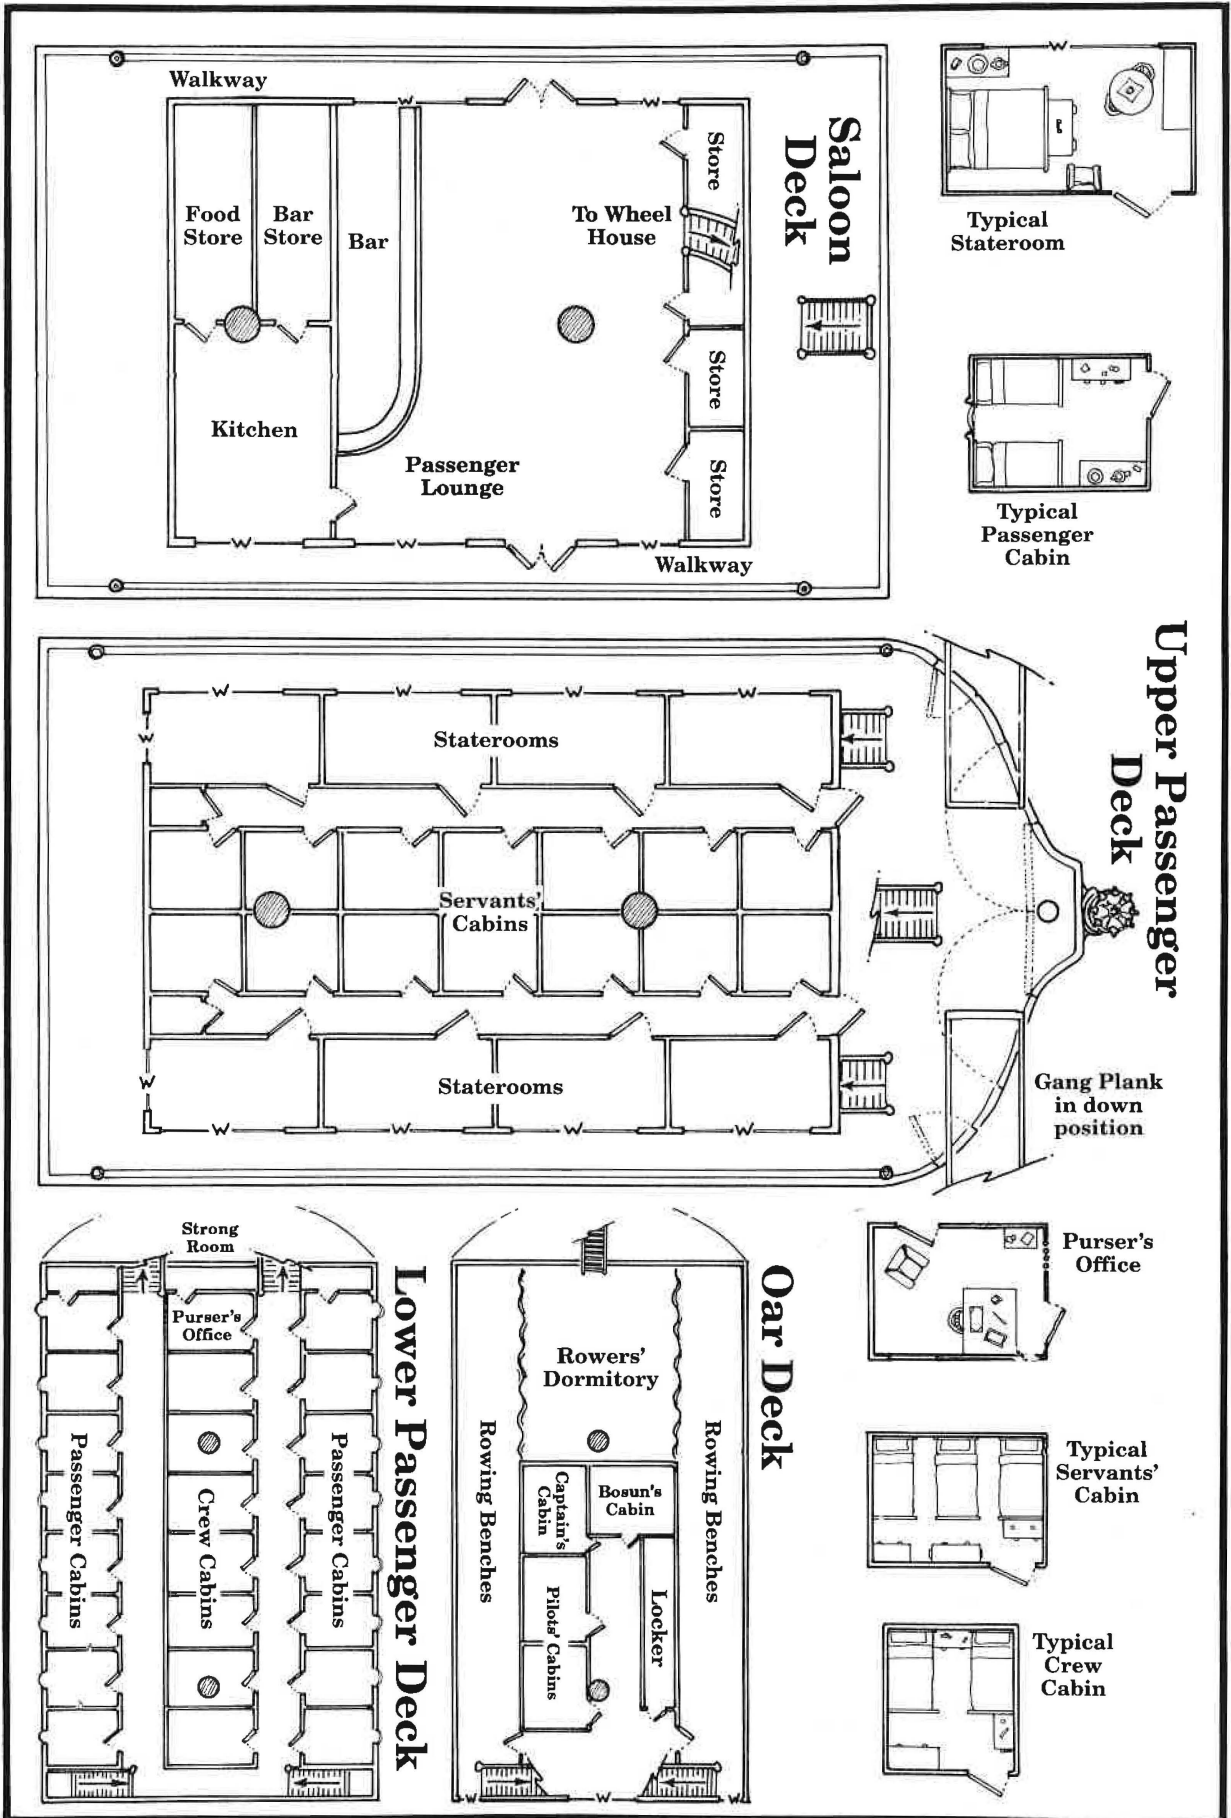 Walkway
Food
Store
Bar
Store
Bar
To Wheel
House
Store
Store
Store
Kitchen
Passenger
Lounge
Walkway
W
W
W
W
W
Saloon
Deck
W
Typical
Stateroom
Typical
Passenger
Cabin
Upper Passenger
Deck
W
W
W
W
W
Staterooms
Servants'
Cabins
Staterooms
W
W
W
W
W
Gang Plank
in down
position
Strong
Room
Purser's
Office
Passenger Cabins
Crew Cabins
Passenger Cabins
Lower Passenger Deck
Rowers'
Dormitory
Rowing Benches
Captain's
Cabin
Bosun's
Cabin
Pilots' Cabins
Locker
Rowing Benches
W
W
W
Oar Deck
Purser's
Office
Typical
Servants'
Cabin
Typical
Crew
Cabin